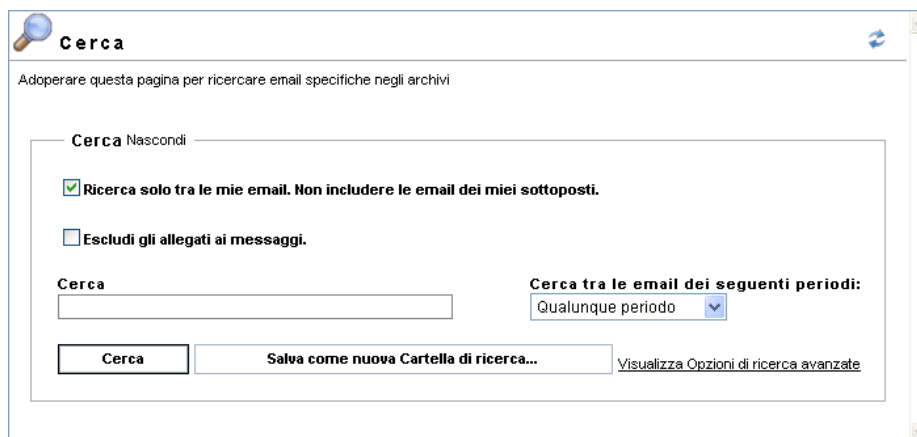 Cerca
Adoperare questa pagina per ricercare email specifiche negli archivi
Cerca Nascondi
Ricerca solo tra le mie email. Non includere le email dei miei sottoposti.
Escludi gli allegati ai messaggi.
Cerca
Cerca tra le email dei seguenti periodi:
Qualunque periodo
Cerca
Salva come nuova Cartella di ricerca...
Visualizza Opzioni di ricerca avanzate